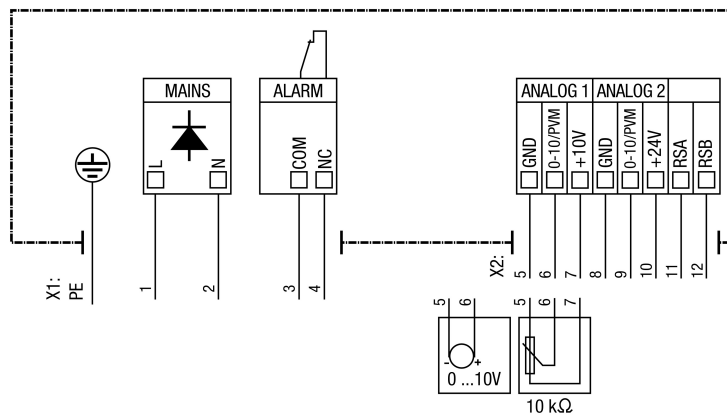 MAINS
ALARM
ANALOG 1
ANALOG 2
L
N
COM
NC
GND
0-10/PVM
+10V
GND
0-10/PVM
+24V
RSA
RSB
X1:
PE
1
2
3
4
X2:
5
6
7
8
9
10
11
12
5
6
5
6
7
- +
0 ...10V
10 kΩ